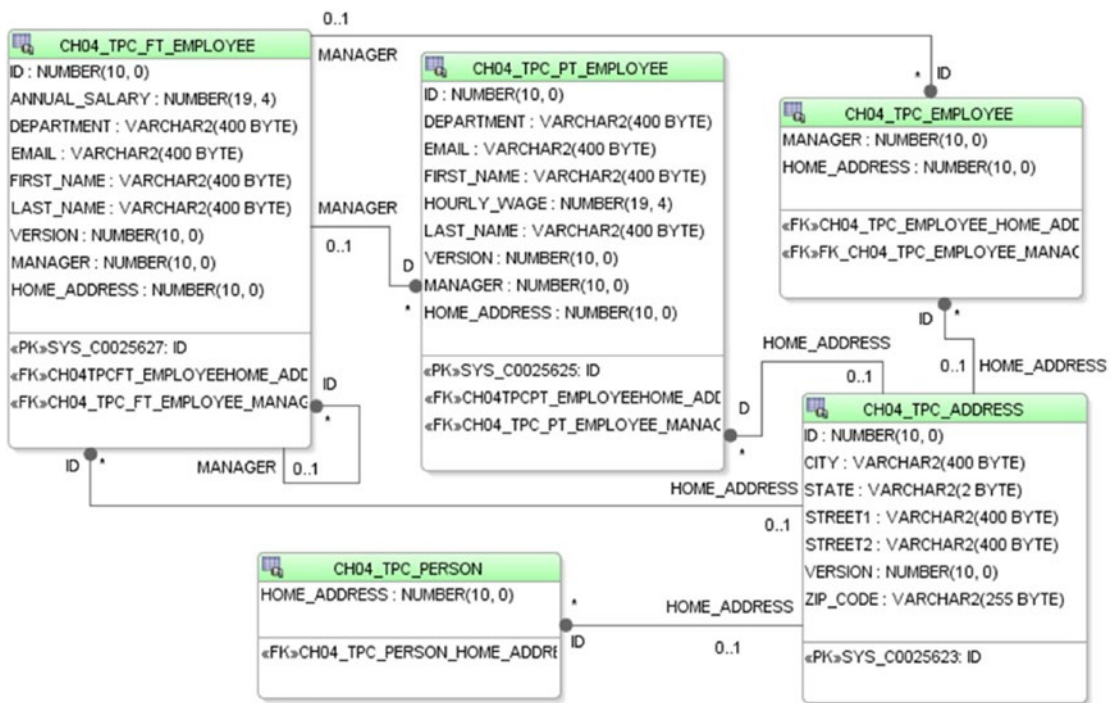 0..1
CH04_TPC_FT_EMPLOYEE
ID : NUMBER(10, 0)
ANNUAL_SALARY : NUMBER(19, 4)
DEPARTMENT : VARCHAR2(400 BYTE)
EMAIL : VARCHAR2(400 BYTE)
FIRST_NAME : VARCHAR2(400 BYTE)
LAST_NAME : VARCHAR2(400 BYTE)
VERSION : NUMBER(10, 0)
MANAGER : NUMBER(10, 0)
HOME_ADDRESS : NUMBER(10, 0)
«PK»SYS_C0025627: ID
«FK»CH04TPCFT_EMPLOYEEHOME_ADD
«FK»CH04_TPC_FT_EMPLOYEE_MANAG
MANAGER
CH04_TPC_PT_EMPLOYEE
ID : NUMBER(10, 0)
DEPARTMENT : VARCHAR2(400 BYTE)
EMAIL : VARCHAR2(400 BYTE)
FIRST_NAME : VARCHAR2(400 BYTE)
HOURLY_WAGE : NUMBER(19, 4)
LAST_NAME : VARCHAR2(400 BYTE)
VERSION : NUMBER(10, 0)
MANAGER : NUMBER(10, 0)
HOME_ADDRESS : NUMBER(10, 0)
«PK»SYS_C0025625: ID
«FK»CH04TPCPT_EMPLOYEEHOME_ADD
«FK»CH04_TPC_PT_EMPLOYEE_MANAC
* ID
CH04_TPC_EMPLOYEE
MANAGER : NUMBER(10, 0)
HOME_ADDRESS : NUMBER(10, 0)
«FK»CH04_TPC_EMPLOYEE_HOME_ADD
«FK»FK_CH04_TPC_EMPLOYEE_MANAC
MANAGER
0..1
D
*
ID
*
MANAGER 0..1
ID *
HOME_ADDRESS
0..1
D
*
ID *
0..1 HOME_ADDRESS
CH04_TPC_ADDRESS
ID : NUMBER(10, 0)
CITY : VARCHAR2(400 BYTE)
STATE : VARCHAR2(2 BYTE)
STREET1 : VARCHAR2(400 BYTE)
STREET2 : VARCHAR2(400 BYTE)
VERSION : NUMBER(10, 0)
ZIP_CODE : VARCHAR2(255 BYTE)
«PK»SYS_C0025623: ID
HOME_ADDRESS
0..1
CH04_TPC_PERSON
HOME_ADDRESS : NUMBER(10, 0)
«FK»CH04_TPC_PERSON_HOME_ADDRE
*
ID
HOME_ADDRESS
0..1